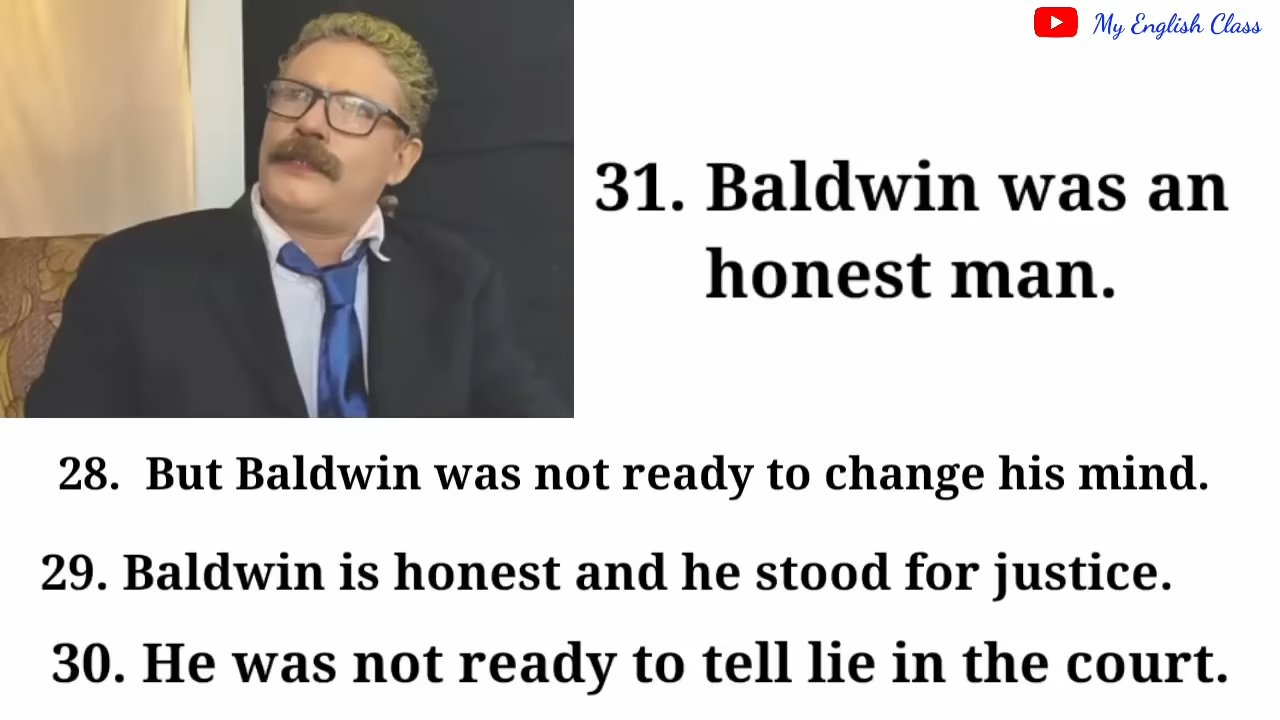 My English Class
31. Baldwin was an
honest man.
28. But Baldwin was not ready to change his mind.
29. Baldwin is honest and he stood for justice.
30. He was not ready to tell lie in the court.